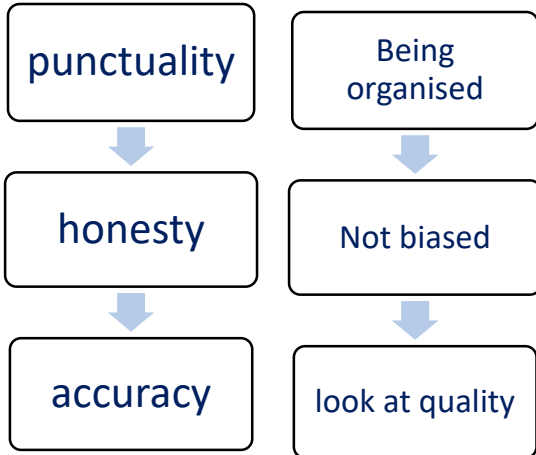 punctuality
honesty
accuracy
Being
organised
Not biased
look at quality